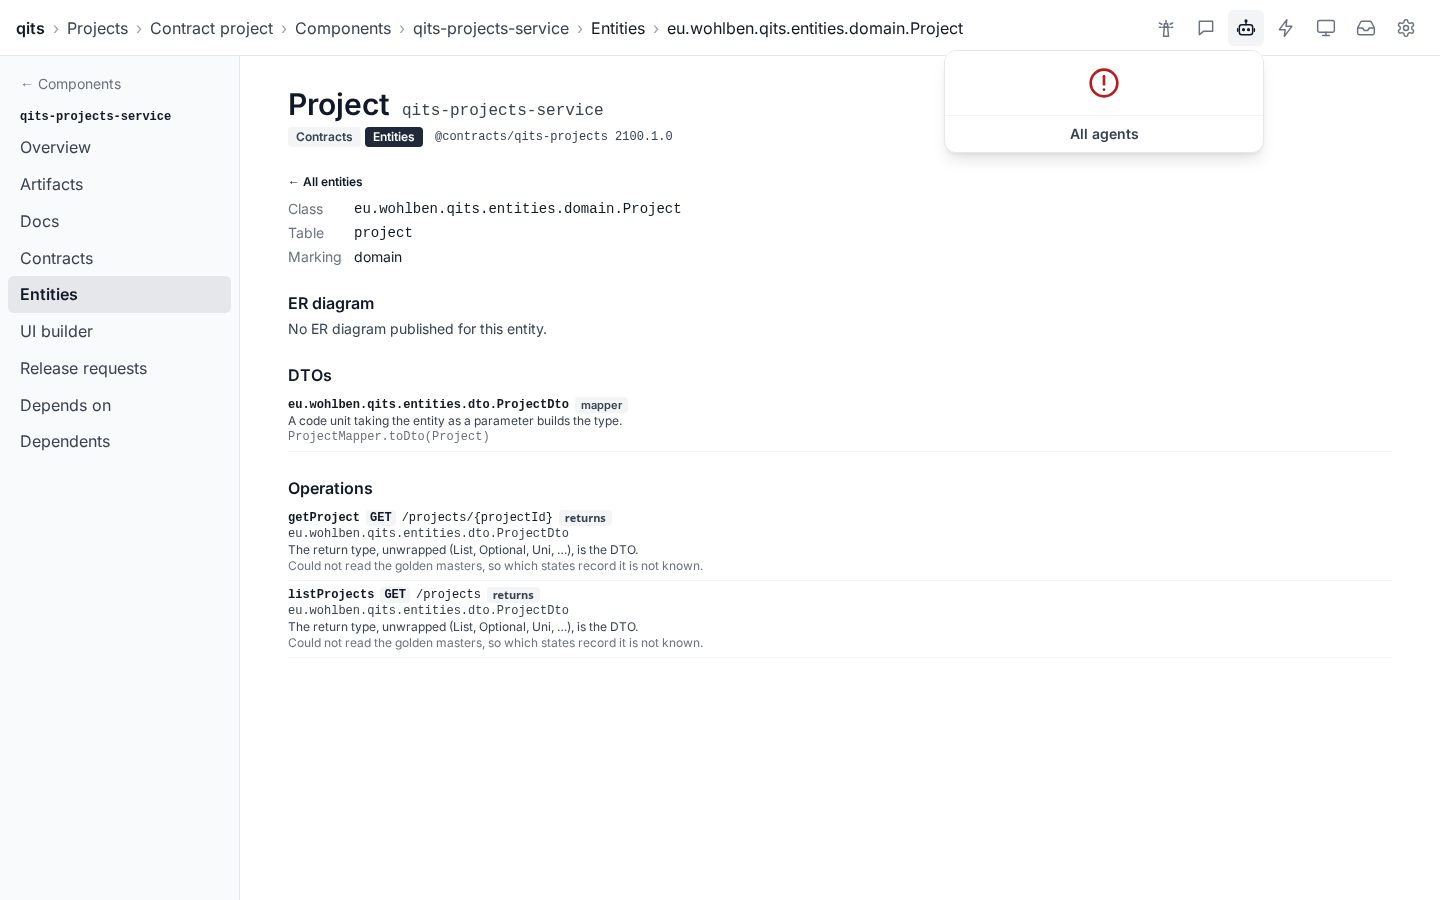 qits › Projects › Contract project › Components › qits-projects-service › Entities › eu.wohlben.qits.entities.domain.Project
All agents
← Components
qits-projects-service
Overview
Artifacts
Docs
Contracts
Entities
UI builder
Release requests
Depends on
Dependents
Project qits-projects-service
Contracts Entities @contracts/qits-projects 2100.1.0
← All entities
Class eu.wohlben.qits.entities.domain.Project
Table project
Marking domain
ER diagram
No ER diagram published for this entity.
DTOs
eu.wohlben.qits.entities.dto.ProjectDto mapper
A code unit taking the entity as a parameter builds the type.
ProjectMapper.toDto(Project)
Operations
getProject GET /projects/{projectId} returns
eu.wohlben.qits.entities.dto.ProjectDto
The return type, unwrapped (List, Optional, Uni, …), is the DTO.
Could not read the golden masters, so which states record it is not known.
listProjects GET /projects returns
eu.wohlben.qits.entities.dto.ProjectDto
The return type, unwrapped (List, Optional, Uni, …), is the DTO.
Could not read the golden masters, so which states record it is not known.